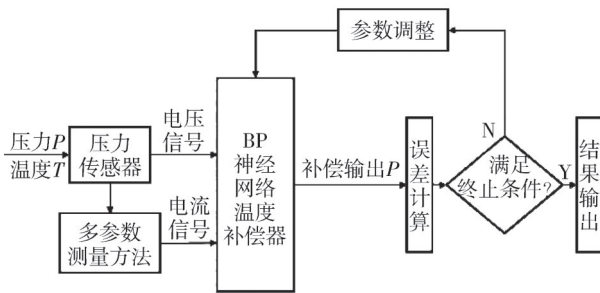 参数调整
电压
信号
压力P
温度T
压力
传感器
BP
神经
网络
温度
补偿器
补偿输出P
误差计算
N
满足
终止条件?
Y
结果输出
多参数
测量方法
电流
信号